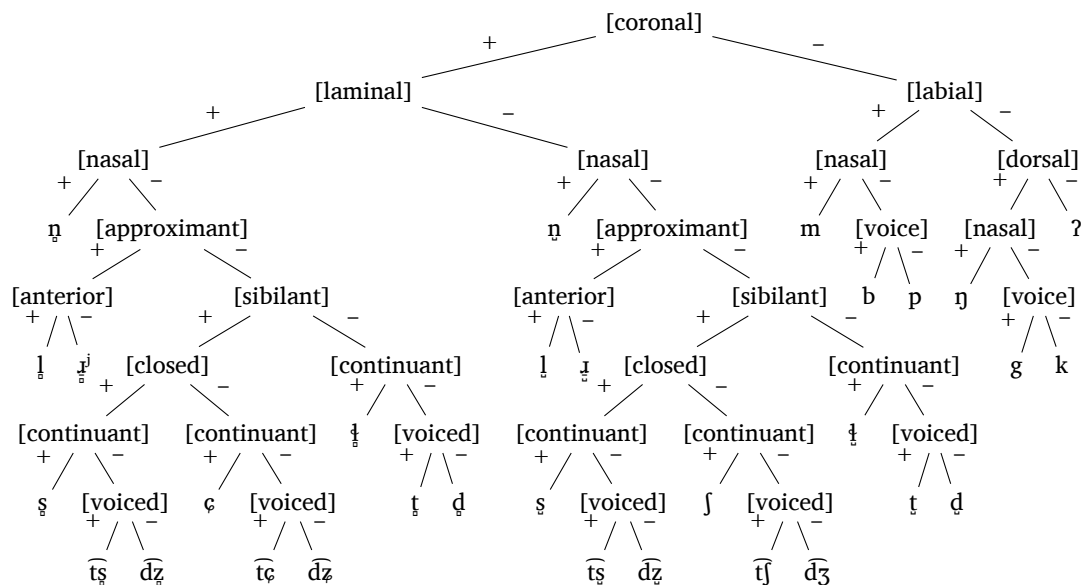 [coronal]
+ –
[laminal] [labial]
+ – + –
[nasal] [nasal] [nasal] [dorsal]
+ – + – + – + –
n̻ [approximant] n̺ [approximant] m [voice] [nasal] ʔ
+ – + – + – + –
[anterior] [sibilant] [anterior] [sibilant] b p ŋ [voice]
+ – + – + – + – + –
l̻ ɹ̠̻ʲ [closed] [continuant] l̺ ɹ̠̺ [closed] [continuant] g k
+ – + – + – + –
[continuant] [continuant] ɬ̻ [voiced] [continuant] [continuant] ɬ̺ [voiced]
+ – + – + – + – + – + –
s̻ [voiced] ɕ [voiced] t̻ d̻ s̺ [voiced] ʃ [voiced] t̺ d̺
+ – + – + – + –
t͡s̻ d͡z̻ t͡ɕ d͡ʑ t͡s̺ d͡z̺ t͡ʃ d͡ʒ